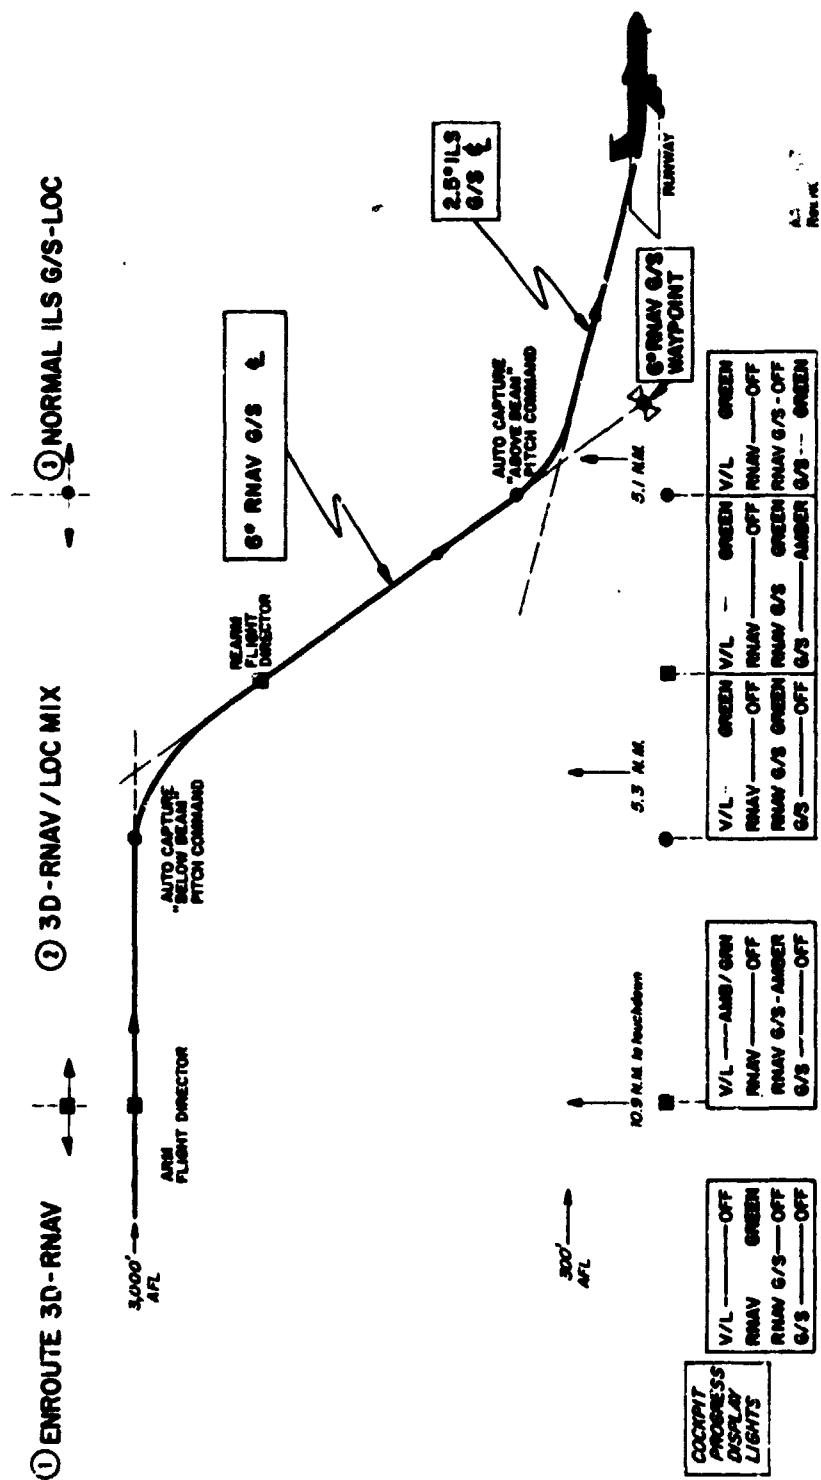 ① ENROUTE 3D-RNAV
② 3D-RNAV / LOC MIX
③ NORMAL ILS G/S-LOC
3,000'
AFL
ARM
FLIGHT DIRECTOR
AUTO CAPTURE
"BELOW BEAM"
PITCH COMMAND
REARM
FLIGHT
DIRECTOR
6° RNAV G/S ℄
AUTO CAPTURE
"ABOVE BEAM"
PITCH COMMAND
2.5° ILS
G/S ℄
RUNWAY
6° RNAV G/S
WAYPOINT
300'
AFL
10.9 N.M. to touchdown
5.3 N.M.
5.1 N.M.
COCKPIT
PROGRESS
DISPLAY
LIGHTS
V/L OFF
RNAV GREEN
RNAV G/S OFF
G/S OFF
V/L AMB/GRN
RNAV OFF
RNAV G/S - AMBER
G/S OFF
V/L GREEN
RNAV OFF
RNAV G/S GREEN
G/S OFF
V/L - GREEN
RNAV OFF
RNAV G/S GREEN
G/S AMBER
V/L GREEN
RNAV OFF
RNAV G/S - OFF
G/S GREEN